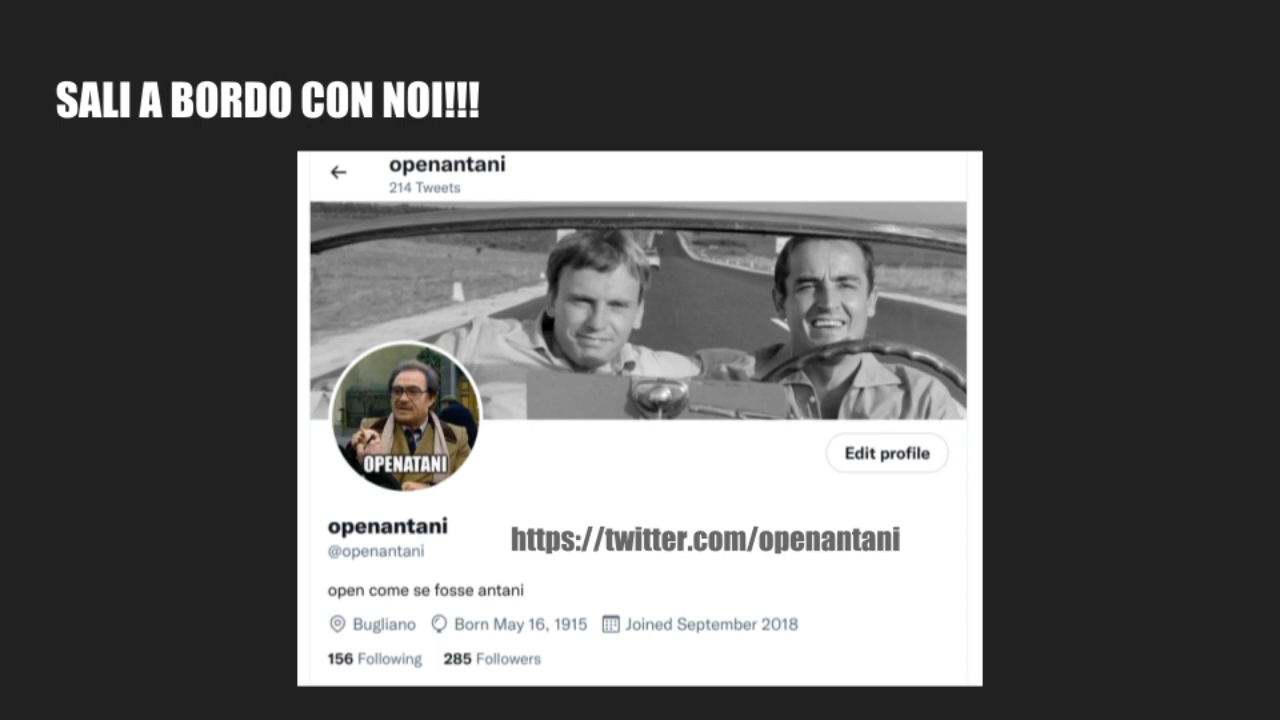 SALI A BORDO CON NOI!!!
openantani
214 Tweets
OPENATANI
Edit profile
openantani
https://twitter.com/openantani
@openantani
open come se fosse antani
Bugliano Born May 16, 1915 Joined September 2018
156 Following 285 Followers